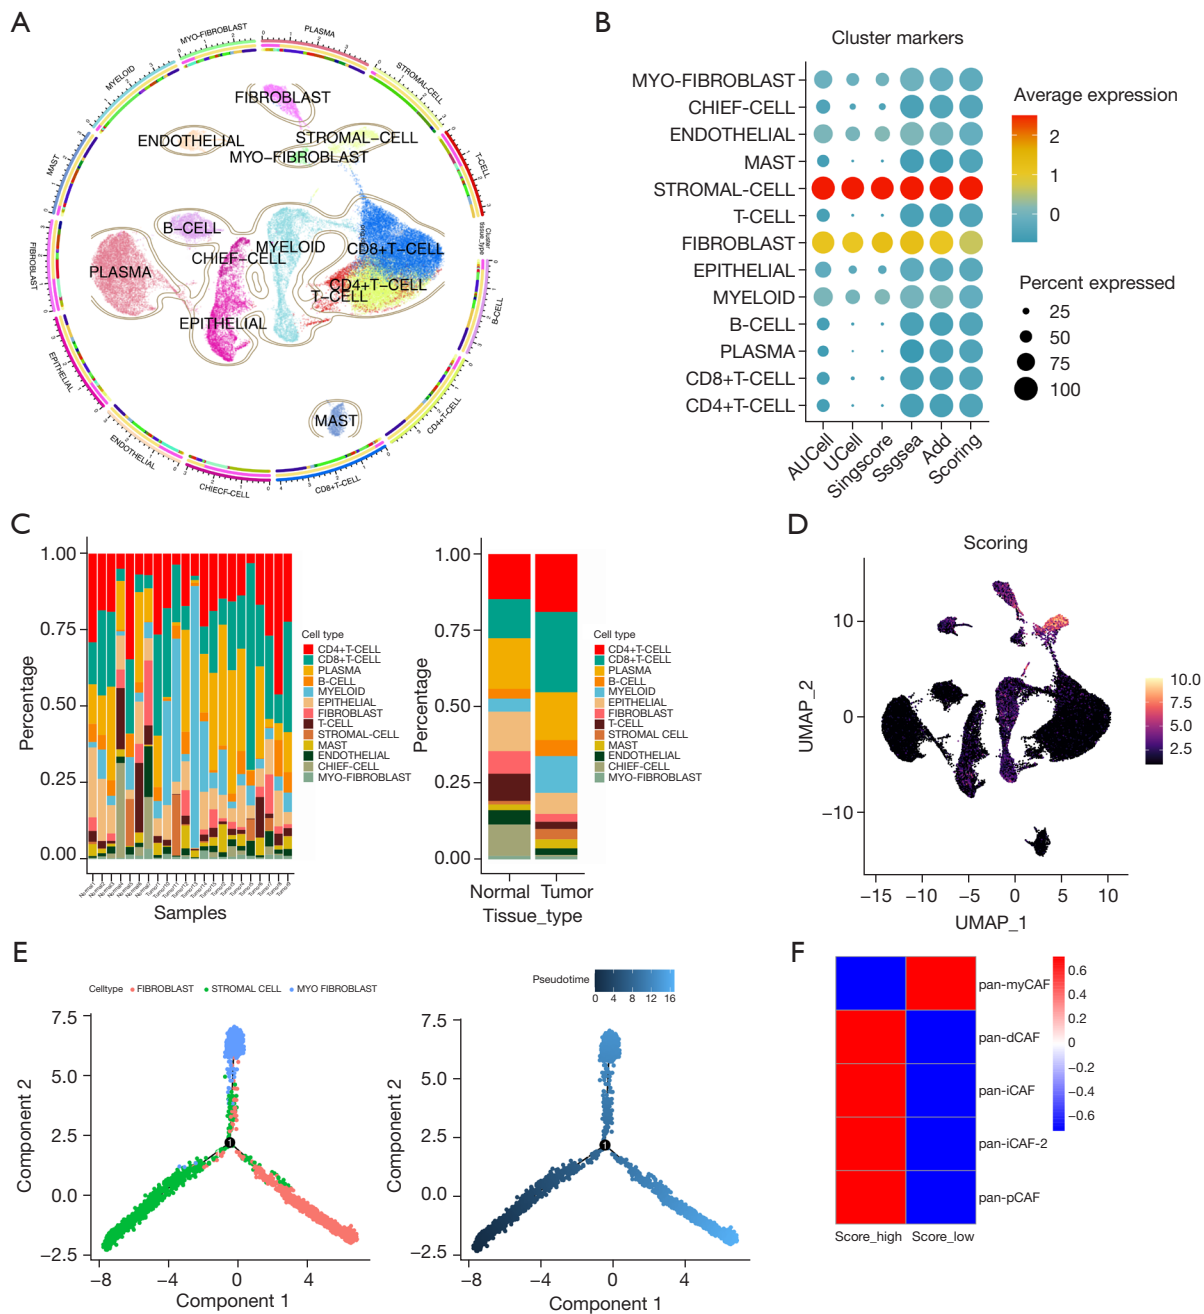 A
MYO-FIBROBLAST
PLASMA
STROMAL-CELL
T-CELL
Cluster
tissue_type
B-CELL
CD4+T-CELL
CD8+T-CELL
CHIECF-CELL
ENDOTHELIAL
EPITHELIAL
FIBROBLAST
MAST
MYELOID
FIBROBLAST
ENDOTHELIAL
STROMAL-CELL
MYO-FIBROBLAST
B-CELL
CHIEF-CELL
MYELOID
CD8+T-CELL
PLASMA
CD4+T-CELL
T-CELL
EPITHELIAL
MAST
B
Cluster markers
MYO-FIBROBLAST
CHIEF-CELL
ENDOTHELIAL
MAST
STROMAL-CELL
T-CELL
FIBROBLAST
EPITHELIAL
MYELOID
B-CELL
PLASMA
CD8+T-CELL
CD4+T-CELL
AUCell
UCell
Singscore
Ssgsea
Add
Scoring
Average expression
2
1
0
Percent expressed
25
50
75
100
C
Percentage
1.00
0.75
0.50
0.25
0.00
Samples
Cell type
CD4+T-CELL
CD8+T-CELL
PLASMA
B-CELL
MYELOID
EPITHELIAL
FIBROBLAST
T-CELL
STROMAL-CELL
MAST
ENDOTHELIAL
CHIEF-CELL
MYO-FIBROBLAST
Percentage
1.00
0.75
0.50
0.25
0.00
Normal Tumor
Tissue_type
Cell type
CD4+T-CELL
CD8+T-CELL
PLASMA
B-CELL
MYELOID
EPITHELIAL
FIBROBLAST
T-CELL
STROMAL CELL
MAST
ENDOTHELIAL
CHIEF-CELL
MYO-FIBROBLAST
D
Scoring
UMAP_2
10
0
−10
−15 −10 −5 0 5 10
UMAP_1
10.0
7.5
5.0
2.5
E
Celltype FIBROBLAST STROMAL CELL MYO FIBROBLAST
Component 2
7.5
5.0
2.5
0.0
−2.5
1
−8 −4 0 4
Component 1
Pseudotime
0 4 8 12 16
Component 2
7.5
5.0
2.5
0.0
−2.5
1
−8 −4 0 4
Component 1
F
pan-myCAF
pan-dCAF
pan-iCAF
pan-iCAF-2
pan-pCAF
Score_high Score_low
0.6
0.4
0.2
0
−0.2
−0.4
−0.6